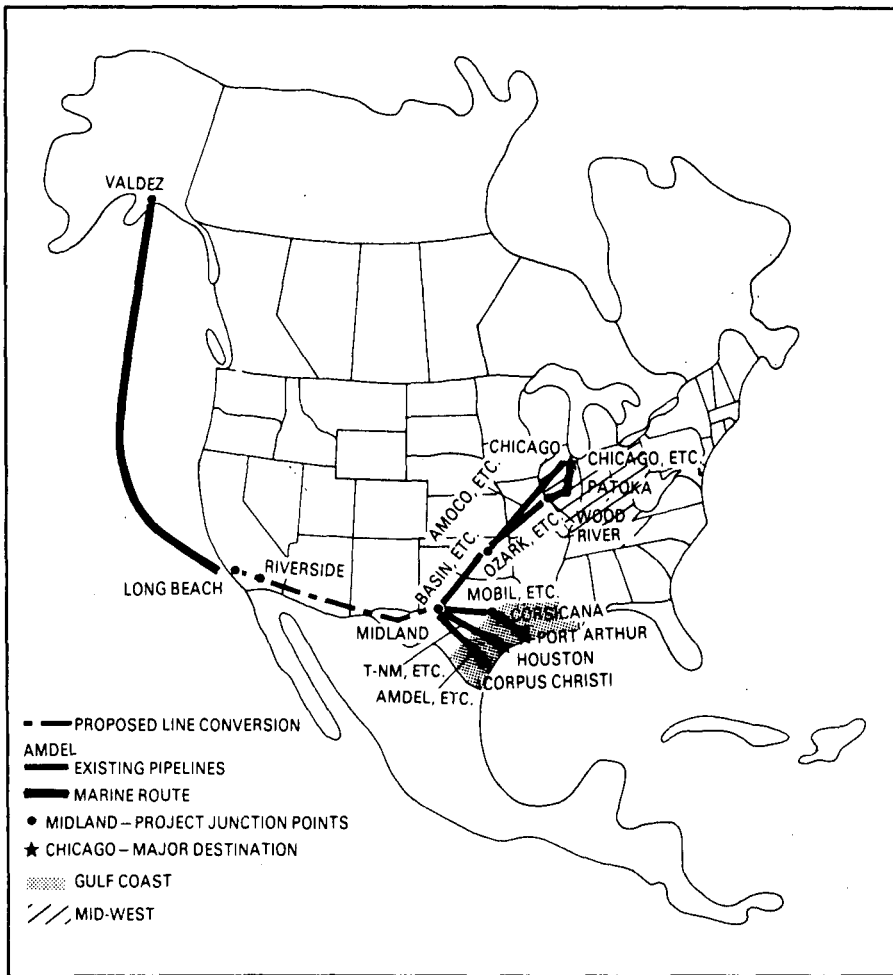 VALDEZ
CHICAGO
CHICAGO, ETC.
AMOCO, ETC.
PATOKA
WOOD
RIVER
OZARK, ETC.
BASIN, ETC.
RIVERSIDE
LONG BEACH
MOBIL, ETC.
CORSICANA
MIDLAND
PORT ARTHUR
HOUSTON
T-NM, ETC.
CORPUS CHRISTI
AMDEL, ETC.
PROPOSED LINE CONVERSION
AMDEL
EXISTING PIPELINES
MARINE ROUTE
MIDLAND – PROJECT JUNCTION POINTS
CHICAGO – MAJOR DESTINATION
GULF COAST
MID-WEST